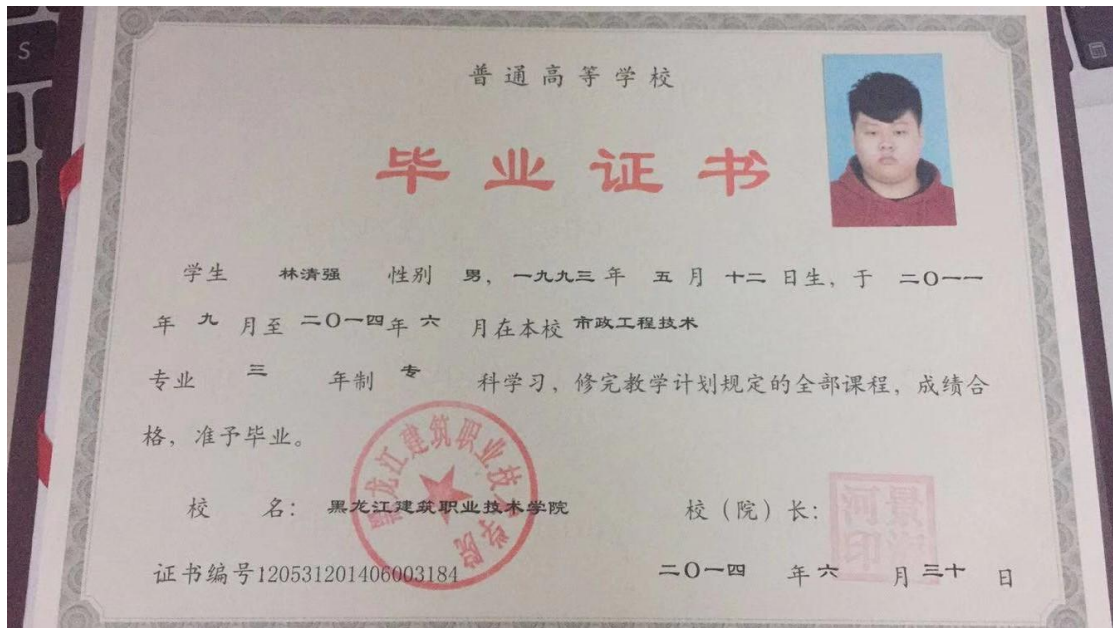 普通高等学校
毕业证书
学生 林清强 性别 男，一九九三年 五月 十二 日生，于 二〇一一
年 九 月至 二〇一四年 六 月在本校 市政工程技术
专业 三 年制 专 科学习，修完教学计划规定的全部课程，成绩合
格，准予毕业。
校 名：黑龙江建筑职业技术学院 校（院）长：
黑龙江建筑职业技术学院
证书编号120531201406003184 二〇一四 年六 月三十 日
S